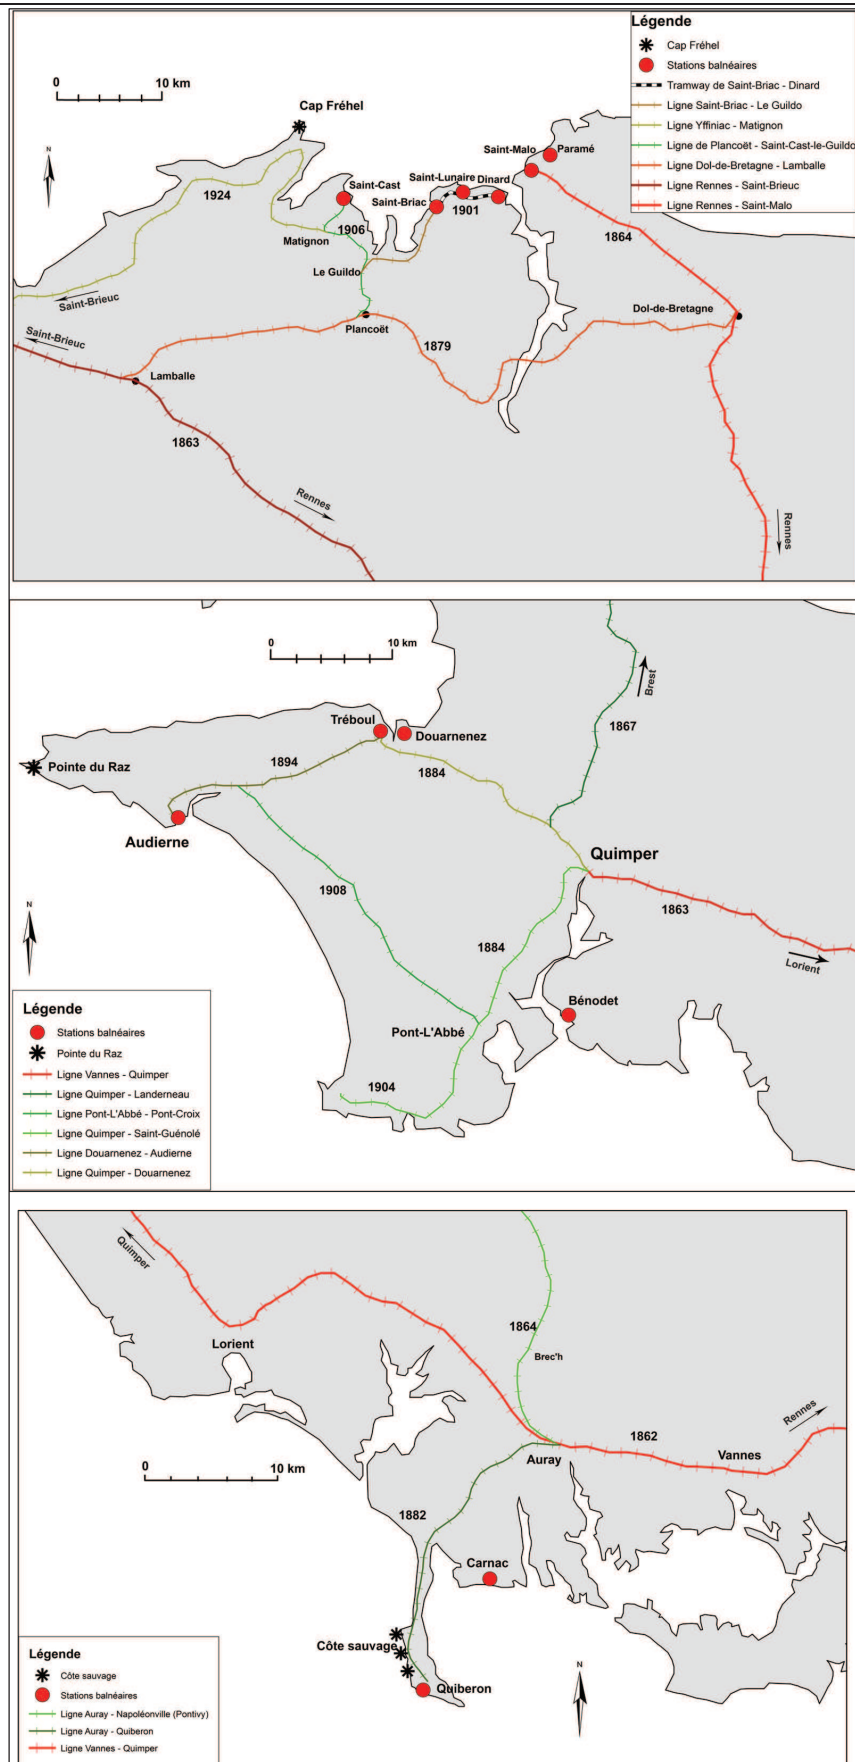 Légende
Cap Fréhel
Stations balnéaires
Tramway de Saint-Briac - Dinard
Ligne Saint-Briac - Le Guildo
Ligne Yffiniac - Matignon
Ligne de Plancoët - Saint-Cast-le-Guildo
Ligne Dol-de-Bretagne - Lamballe
Ligne Rennes - Saint-Brieuc
Ligne Rennes - Saint-Malo
0 10 km
N
Cap Fréhel
Saint-Malo
Paramé
Saint-Lunaire
Dinard
Saint-Cast
Saint-Briac
1924
1901
1906
Matignon
1864
Le Guildo
Saint-Brieuc
Dol-de-Bretagne
Plancoët
Saint-Brieuc
1879
Lamballe
1863
Rennes
Rennes
0 10 km
Brest
Tréboul
Douarnenez
1867
Pointe du Raz
1894
1884
Audierne
Quimper
1908
1863
N
1884
Lorient
Bénodet
Pont-L'Abbé
1904
Légende
Stations balnéaires
Pointe du Raz
Ligne Vannes - Quimper
Ligne Quimper - Landerneau
Ligne Pont-L'Abbé - Pont-Croix
Ligne Quimper - Saint-Guénolé
Ligne Douarnenez - Audierne
Ligne Quimper - Douarnenez
Quimper
1864
Lorient
Brec'h
Rennes
1862
Vannes
Auray
0 10 km
1882
Carnac
Côte sauvage
Quiberon
N
Légende
Côte sauvage
Stations balnéaires
Ligne Auray - Napoléonville (Pontivy)
Ligne Auray - Quiberon
Ligne Vannes - Quimper